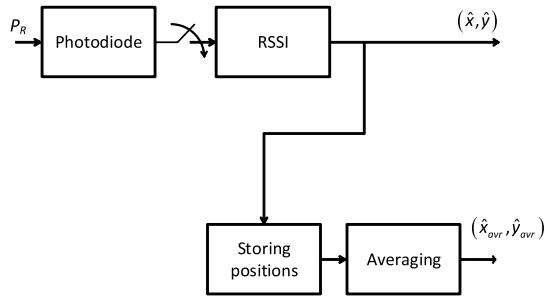 P_R
Photodiode
RSSI
(x̂,ŷ)
Storing
positions
Averaging
(x̂_avr,ŷ_avr)